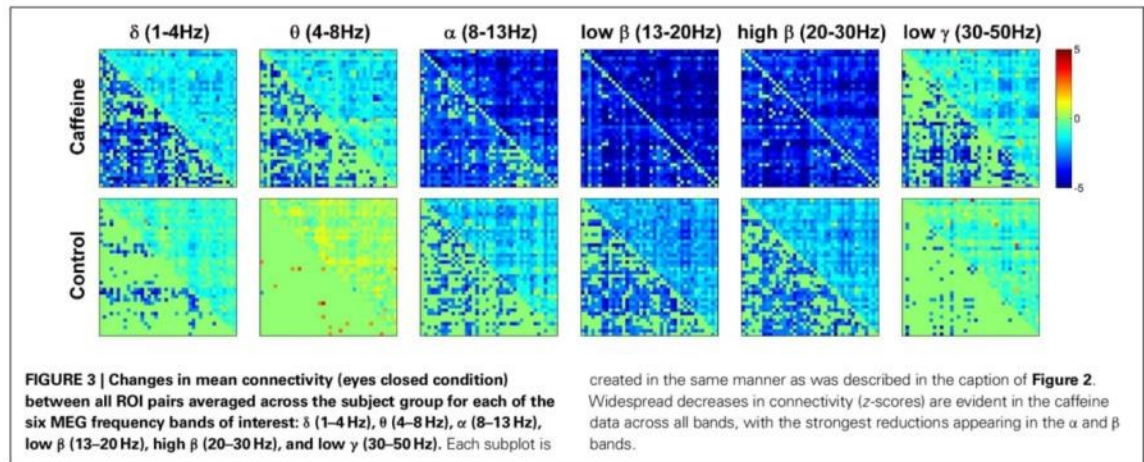 δ (1-4Hz) θ (4-8Hz) α (8-13Hz) low β (13-20Hz) high β (20-30Hz) low γ (30-50Hz)
Caffeine
5
0
-5
Control
FIGURE 3 | Changes in mean connectivity (eyes closed condition)
between all ROI pairs averaged across the subject group for each of the
six MEG frequency bands of interest: δ (1–4 Hz), θ (4–8 Hz), α (8–13 Hz),
low β (13–20 Hz), high β (20–30 Hz), and low γ (30–50 Hz). Each subplot is
created in the same manner as was described in the caption of Figure 2.
Widespread decreases in connectivity (z-scores) are evident in the caffeine
data across all bands, with the strongest reductions appearing in the α and β
bands.